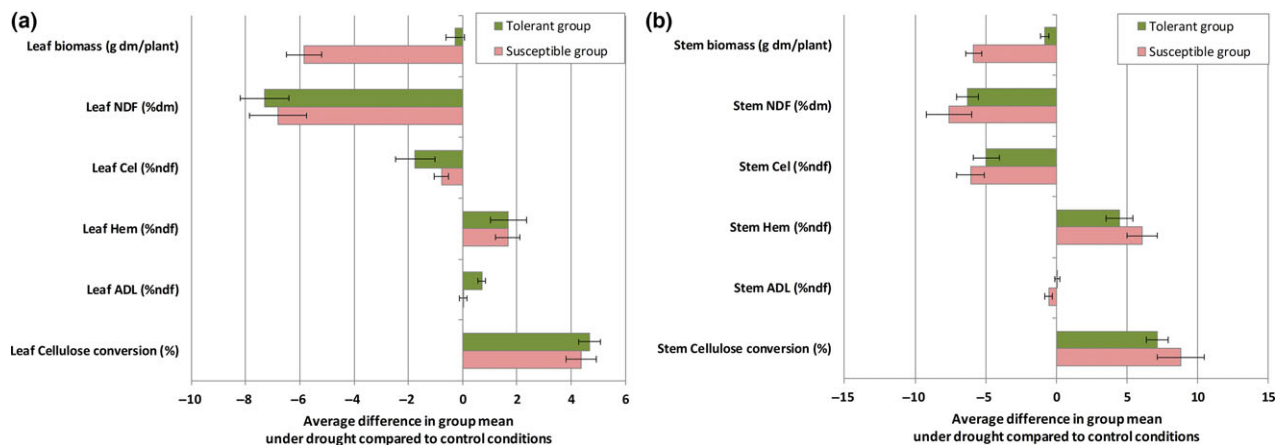 (a)
Tolerant group
Susceptible group
Leaf biomass (g dm/plant)
Leaf NDF (%dm)
Leaf Cel (%ndf)
Leaf Hem (%ndf)
Leaf ADL (%ndf)
Leaf Cellulose conversion (%)
−10 −8 −6 −4 −2 0 2 4 6
Average difference in group mean
under drought compared to control conditions
(b)
Tolerant group
Susceptible group
Stem biomass (g dm/plant)
Stem NDF (%dm)
Stem Cel (%ndf)
Stem Hem (%ndf)
Stem ADL (%ndf)
Stem Cellulose conversion (%)
−15 −10 −5 0 5 10 15
Average difference in group mean
under drought compared to control conditions